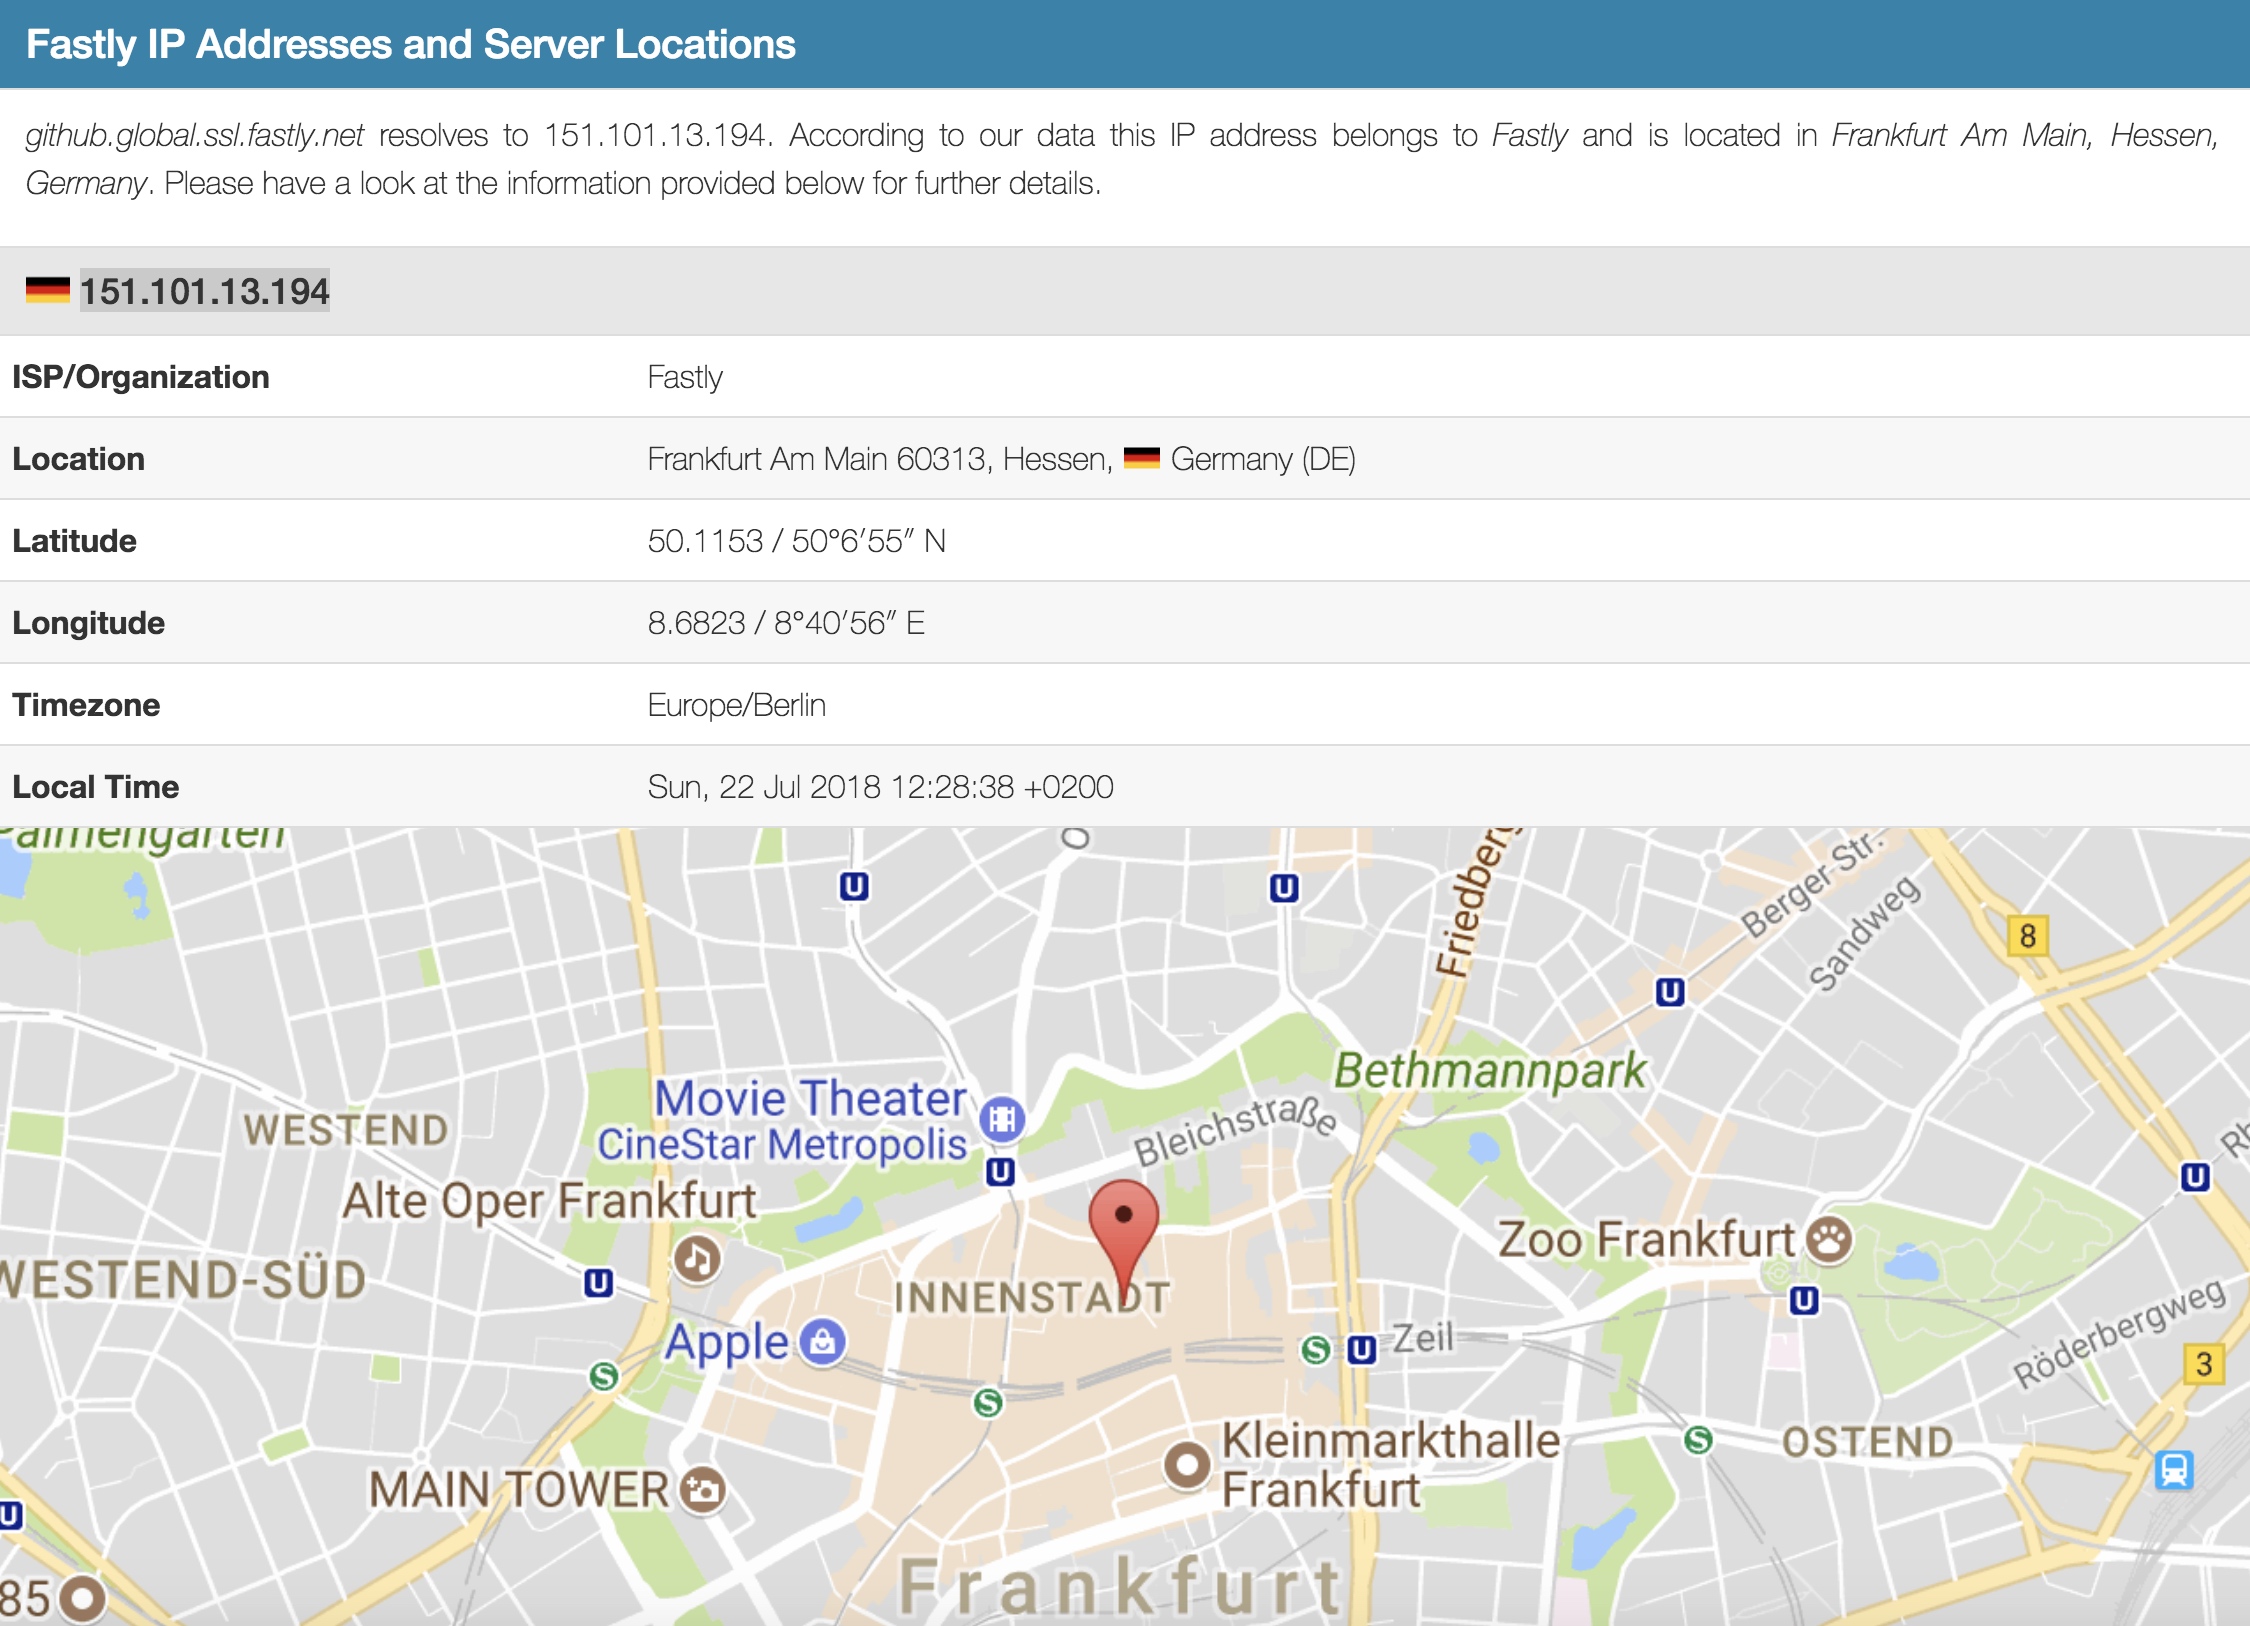 Fastly IP Addresses and Server Locations
github.global.ssl.fastly.net resolves to 151.101.13.194. According to our data this IP address belongs to Fastly and is located in Frankfurt Am Main, Hessen,
Germany. Please have a look at the information provided below for further details.
151.101.13.194
ISP/Organization Fastly
Location Frankfurt Am Main 60313, Hessen, Germany (DE)
Latitude 50.1153 / 50°6′55″ N
Longitude 8.6823 / 8°40′56″ E
Timezone Europe/Berlin
Local Time Sun, 22 Jul 2018 12:28:38 +0200
Palmengarten
U
U
Friedberg
Berger Str.
Sandweg
8
U
Bethmannpark
Movie Theater
CineStar Metropolis
U
Bleichstraße
WESTEND
Alte Oper Frankfurt
U
Zoo Frankfurt
WESTEND-SÜD
U
INNENSTADT
U
Röderbergweg
Apple
S U Zeil
3
S
S
Kleinmarkthalle
Frankfurt
S
OSTEND
MAIN TOWER
U
Frankfurt
85